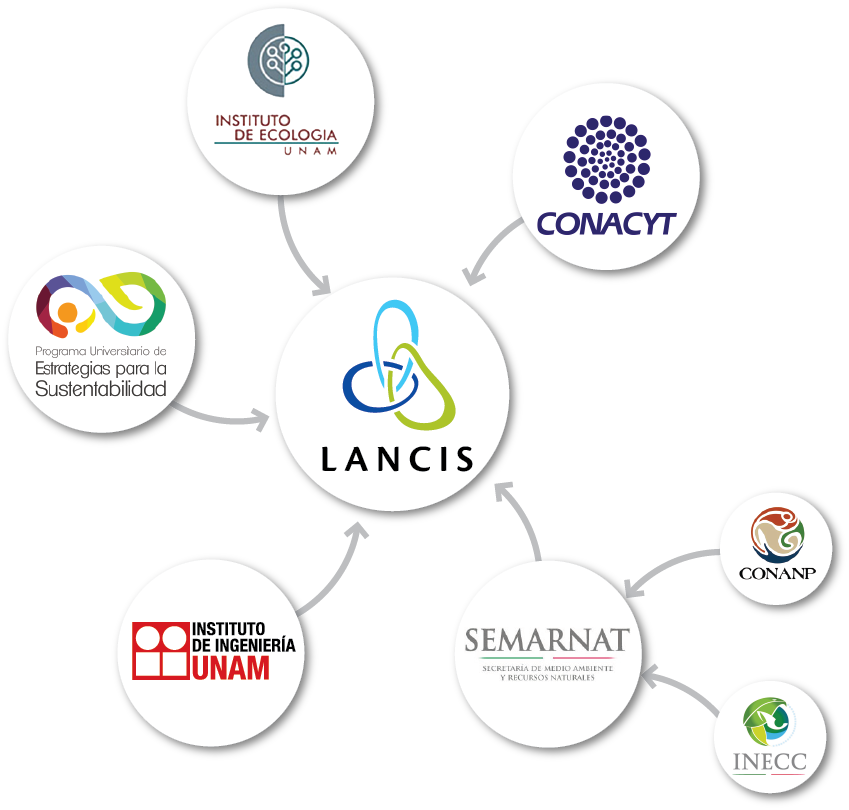 INSTITUTO
DE ECOLOGIA
UNAM
CONACYT
Programa Universitario de
Estrategias para la
Sustentabilidad
LANCIS
CONANP
INSTITUTO
DE INGENIERÍA
UNAM
SEMARNAT
SECRETARÍA DE MEDIO AMBIENTE
Y RECURSOS NATURALES
INECC